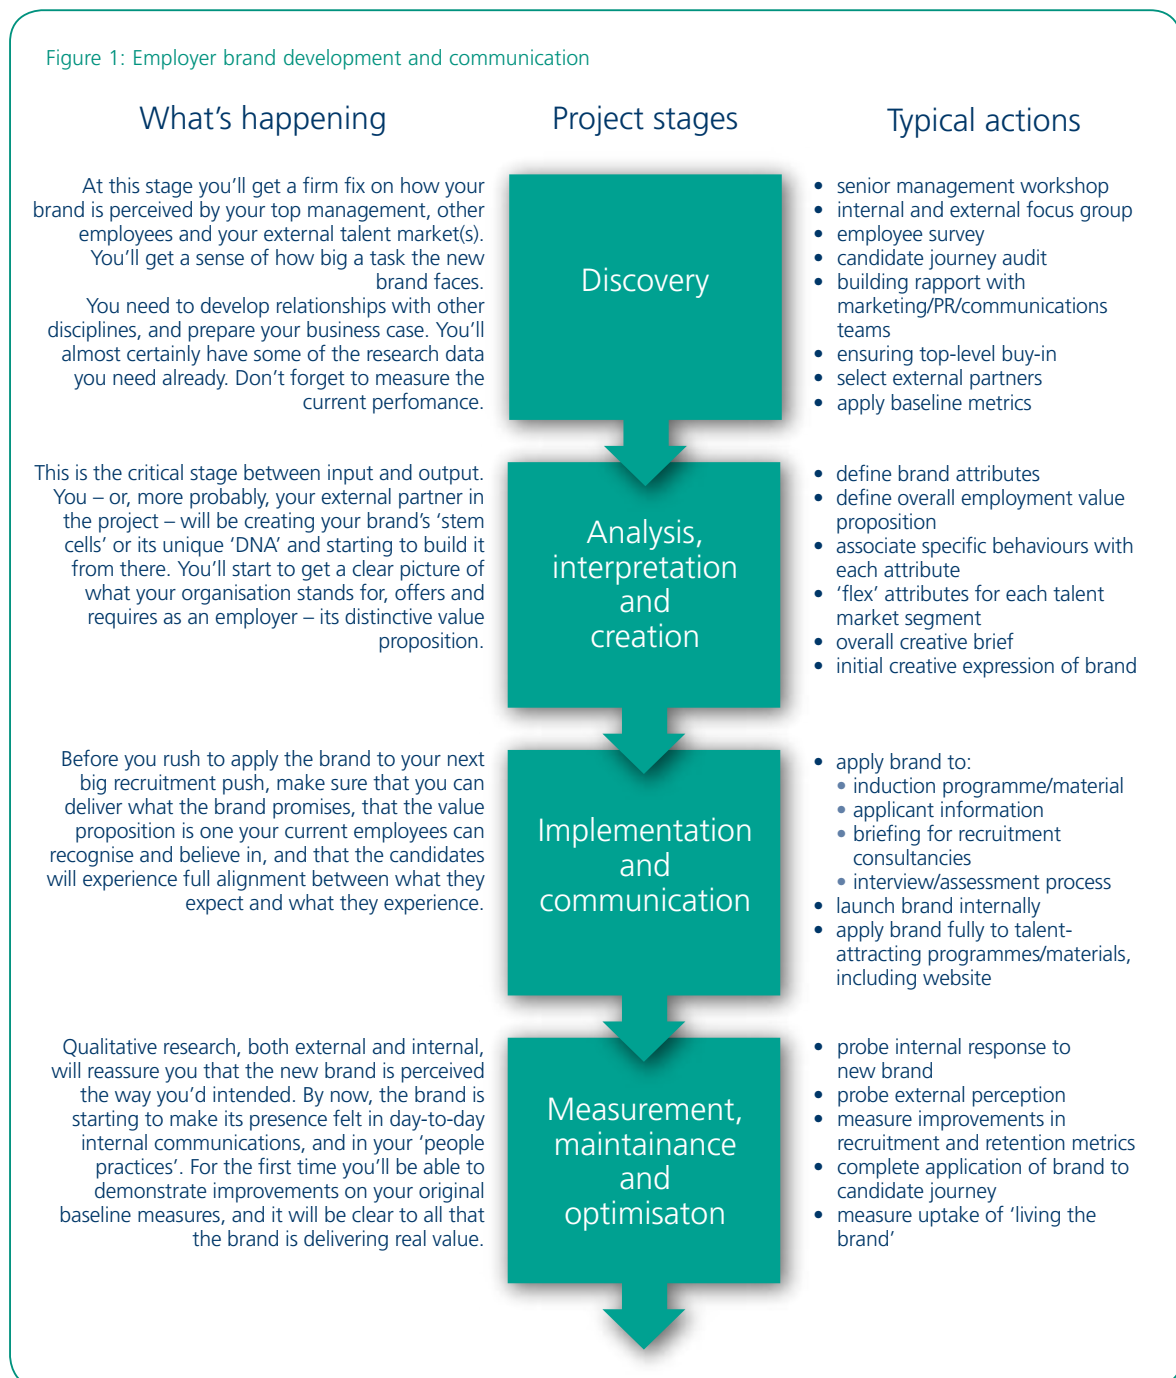 Figure 1: Employer brand development and communication
What’s happening
Project stages
Typical actions
At this stage you’ll get a firm fix on how your
brand is perceived by your top management, other
employees and your external talent market(s).
You’ll get a sense of how big a task the new
brand faces.
You need to develop relationships with other
disciplines, and prepare your business case. You’ll
almost certainly have some of the research data
you need already. Don’t forget to measure the
current perfomance.
Discovery
• senior management workshop
• internal and external focus group
• employee survey
• candidate journey audit
• building rapport with
marketing/PR/communications
teams
• ensuring top-level buy-in
• select external partners
• apply baseline metrics
This is the critical stage between input and output.
You – or, more probably, your external partner in
the project – will be creating your brand’s ‘stem
cells’ or its unique ‘DNA’ and starting to build it
from there. You’ll start to get a clear picture of
what your organisation stands for, offers and
requires as an employer – its distinctive value
proposition.
Analysis,
interpretation
and
creation
• define brand attributes
• define overall employment value
proposition
• associate specific behaviours with
each attribute
• ‘flex’ attributes for each talent
market segment
• overall creative brief
• initial creative expression of brand
Before you rush to apply the brand to your next
big recruitment push, make sure that you can
deliver what the brand promises, that the value
proposition is one your current employees can
recognise and believe in, and that the candidates
will experience full alignment between what they
expect and what they experience.
Implementation
and
communication
• apply brand to:
• induction programme/material
• applicant information
• briefing for recruitment
consultancies
• interview/assessment process
• launch brand internally
• apply brand fully to talent-
attracting programmes/materials,
including website
Qualitative research, both external and internal,
will reassure you that the new brand is perceived
the way you’d intended. By now, the brand is
starting to make its presence felt in day-to-day
internal communications, and in your ‘people
practices’. For the first time you’ll be able to
demonstrate improvements on your original
baseline measures, and it will be clear to all that
the brand is delivering real value.
Measurement,
maintainance
and
optimisaton
• probe internal response to
new brand
• probe external perception
• measure improvements in
recruitment and retention metrics
• complete application of brand to
candidate journey
• measure uptake of ‘living the
brand’